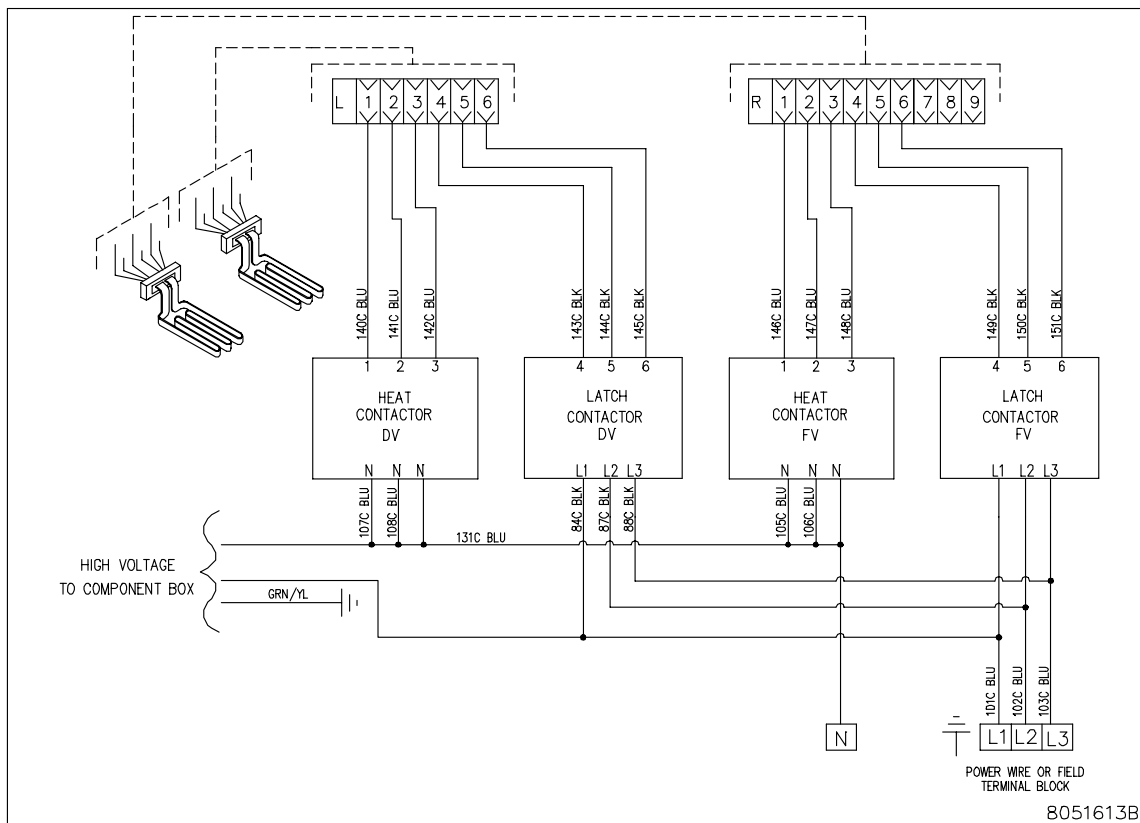 L 1 2 3 4 5 6
R 1 2 3 4 5 6 7 8 9
140C BLU
141C BLU
142C BLU
143C BLK
144C BLK
145C BLK
146C BLU
147C BLU
148C BLU
149C BLK
150C BLK
151C BLK
1 2 3
HEAT
CONTACTOR
DV
N N N
4 5 6
LATCH
CONTACTOR
DV
L1 L2 L3
1 2 3
HEAT
CONTACTOR
FV
N N N
4 5 6
LATCH
CONTACTOR
FV
L1 L2 L3
107C BLU
108C BLU
84C BLK
87C BLK
88C BLK
105C BLU
106C BLU
131C BLU
HIGH VOLTAGE
TO COMPONENT BOX
GRN/YL
101C BLU
102C BLU
103C BLU
N
L1 L2 L3
POWER WIRE OR FIELD
TERMINAL BLOCK
8051613B